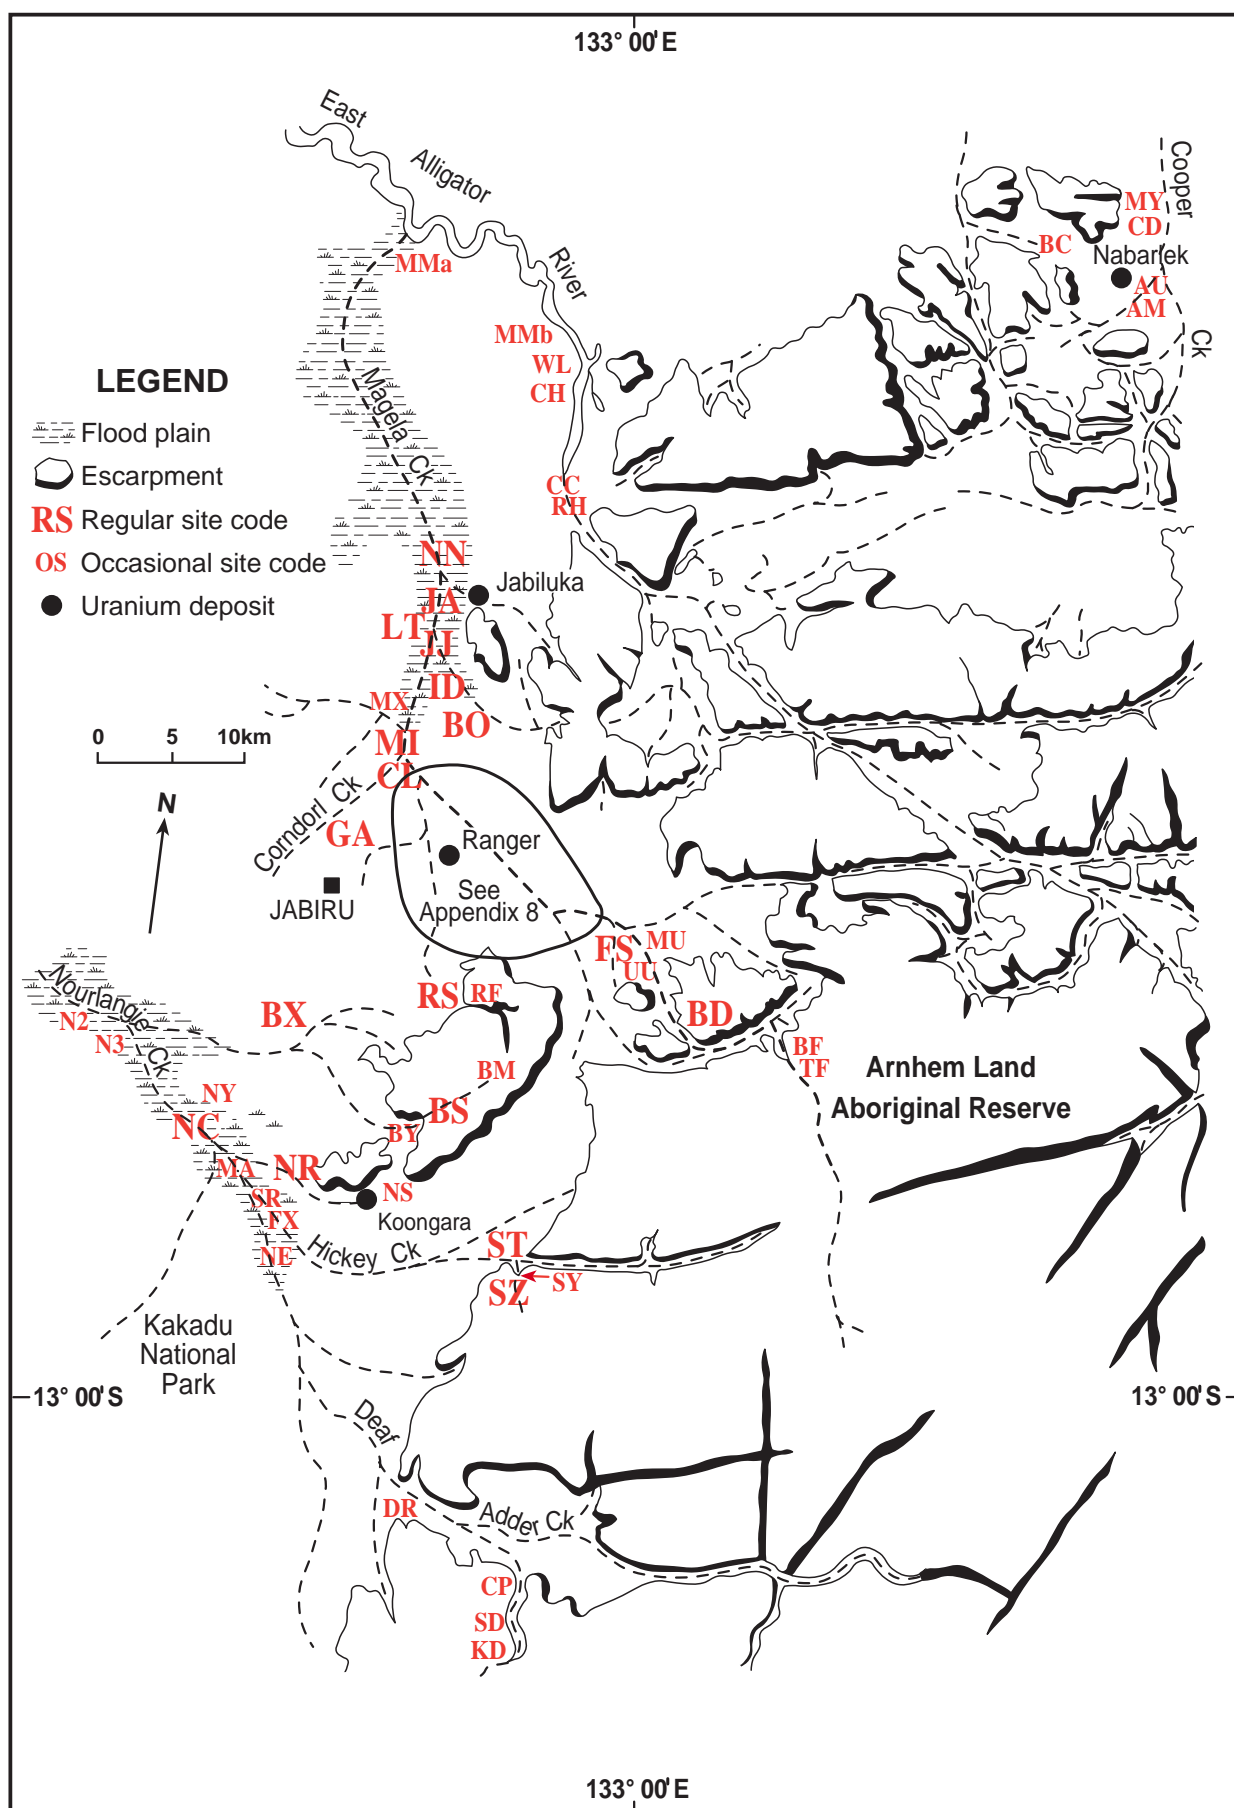 133° 00' E
East
Alligator
River
Cooper
Ck
MY
CD
BC
Nabarlek
AU
AM
MMa
MMb
WL
CH
LEGEND
Flood plain
Escarpment
RS Regular site code
OS Occasional site code
Uranium deposit
Magela Ck
CC
RH
NN
Jabiluka
JA
LT
JJ
ID
MX
BO
MI
CL
0 5 10km
N
Corndorl Ck
GA
Ranger
JABIRU
See
Appendix 8
FS
MU
UU
Nourlangie Ck
N2
N3
BX
RS
RF
BD
BF
TF
Arnhem Land
Aboriginal Reserve
BM
BS
BY
NY
NC
MA
NR
NS
Koongara
SR
FX
NE
Hickey Ck
ST
SY
SZ
Kakadu
National
Park
13° 00' S
13° 00' S
Deaf
Adder Ck
DR
CP
SD
KD
133° 00' E